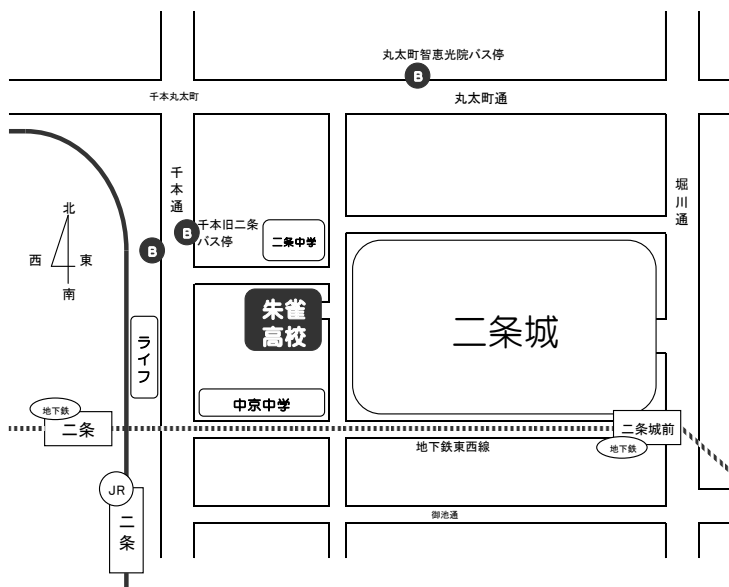 丸太町智恵光院バス停
B
千本丸太町
丸太町通
千本通
堀川通
北
西
東
南
B
千本旧二条
バス停
B
二条中学
朱雀
高校
二条城
ライフ
中京中学
地下鉄
二条
二条城前
地下鉄
地下鉄東西線
JR
二条
御池通